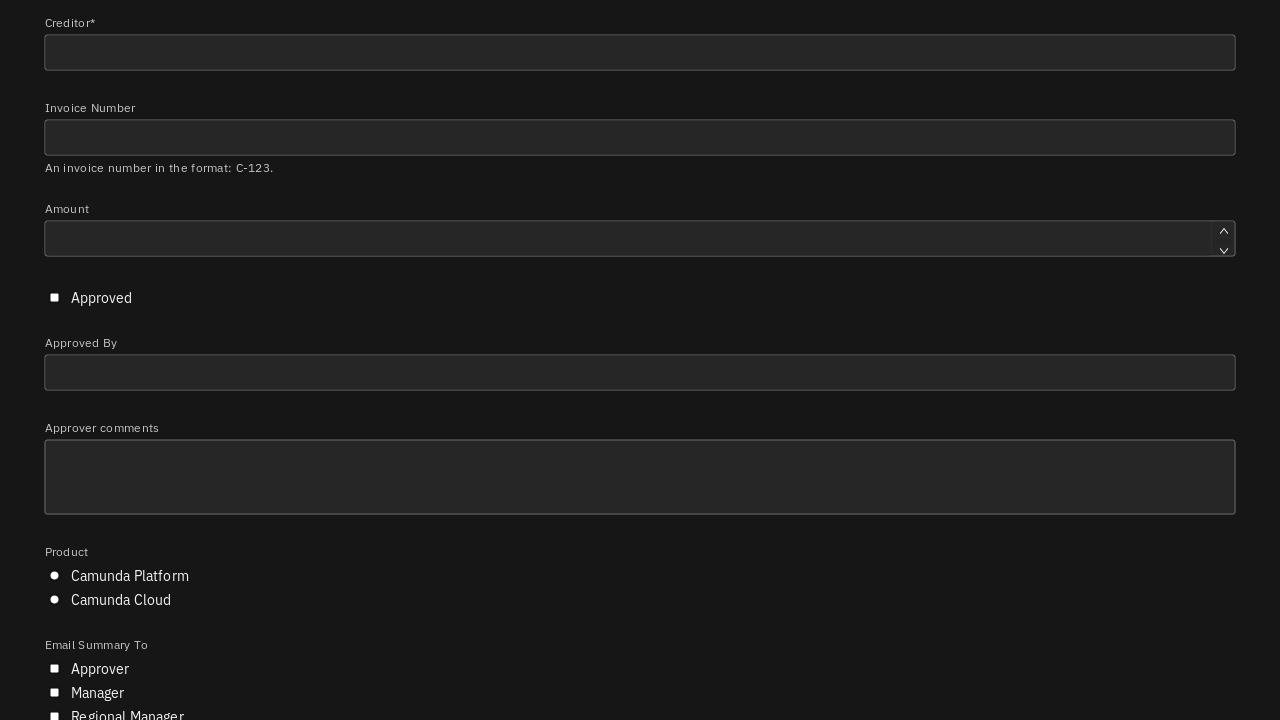 Creditor*
Invoice Number
An invoice number in the format: C-123.
Amount
Approved
Approved By
Approver comments
Product
Camunda Platform
Camunda Cloud
Email Summary To
Approver
Manager
Regional Manager